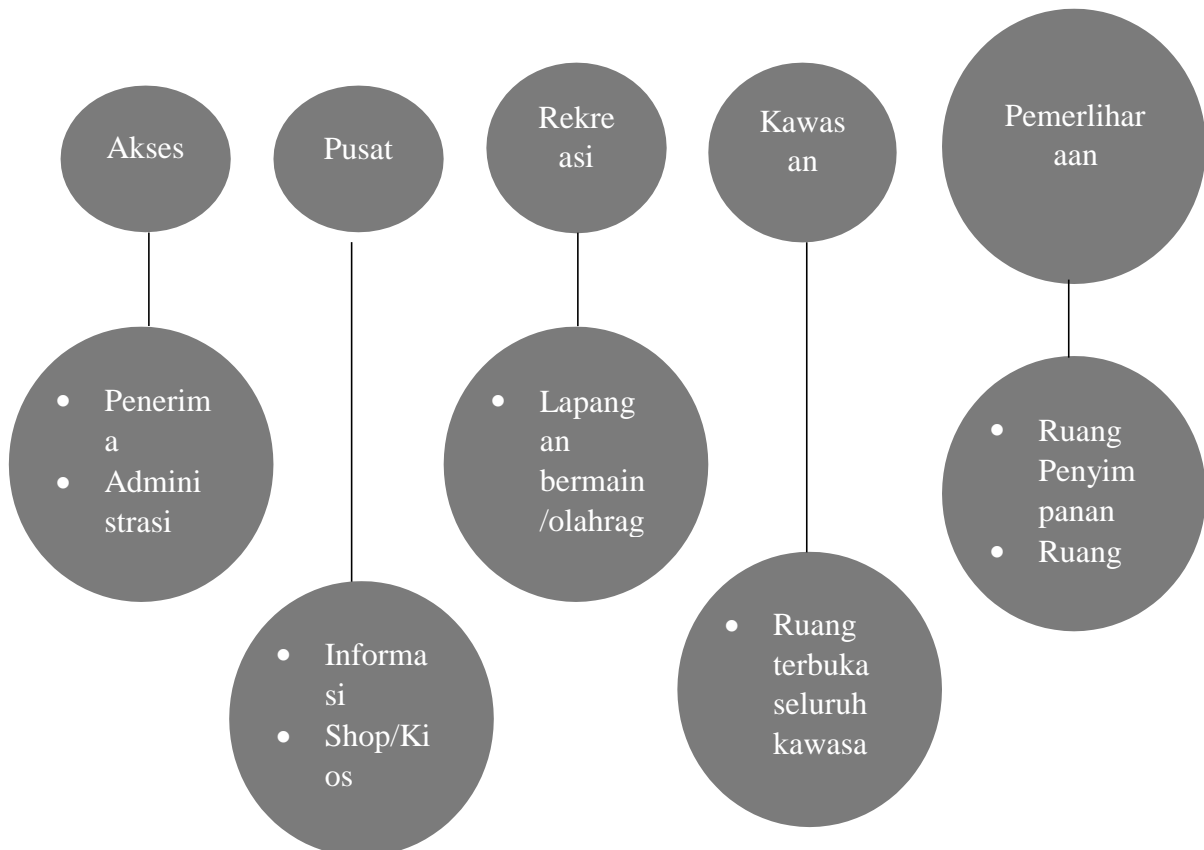 Akses
Pusat
Rekre
asi
Kawas
an
Pemerlihar
aan
• Penerim
a
• Admini
strasi
• Informa
si
• Shop/Ki
os
• Lapang
an
bermain
/olahrag
• Ruang
terbuka
seluruh
kawasa
• Ruang
Penyim
panan
• Ruang